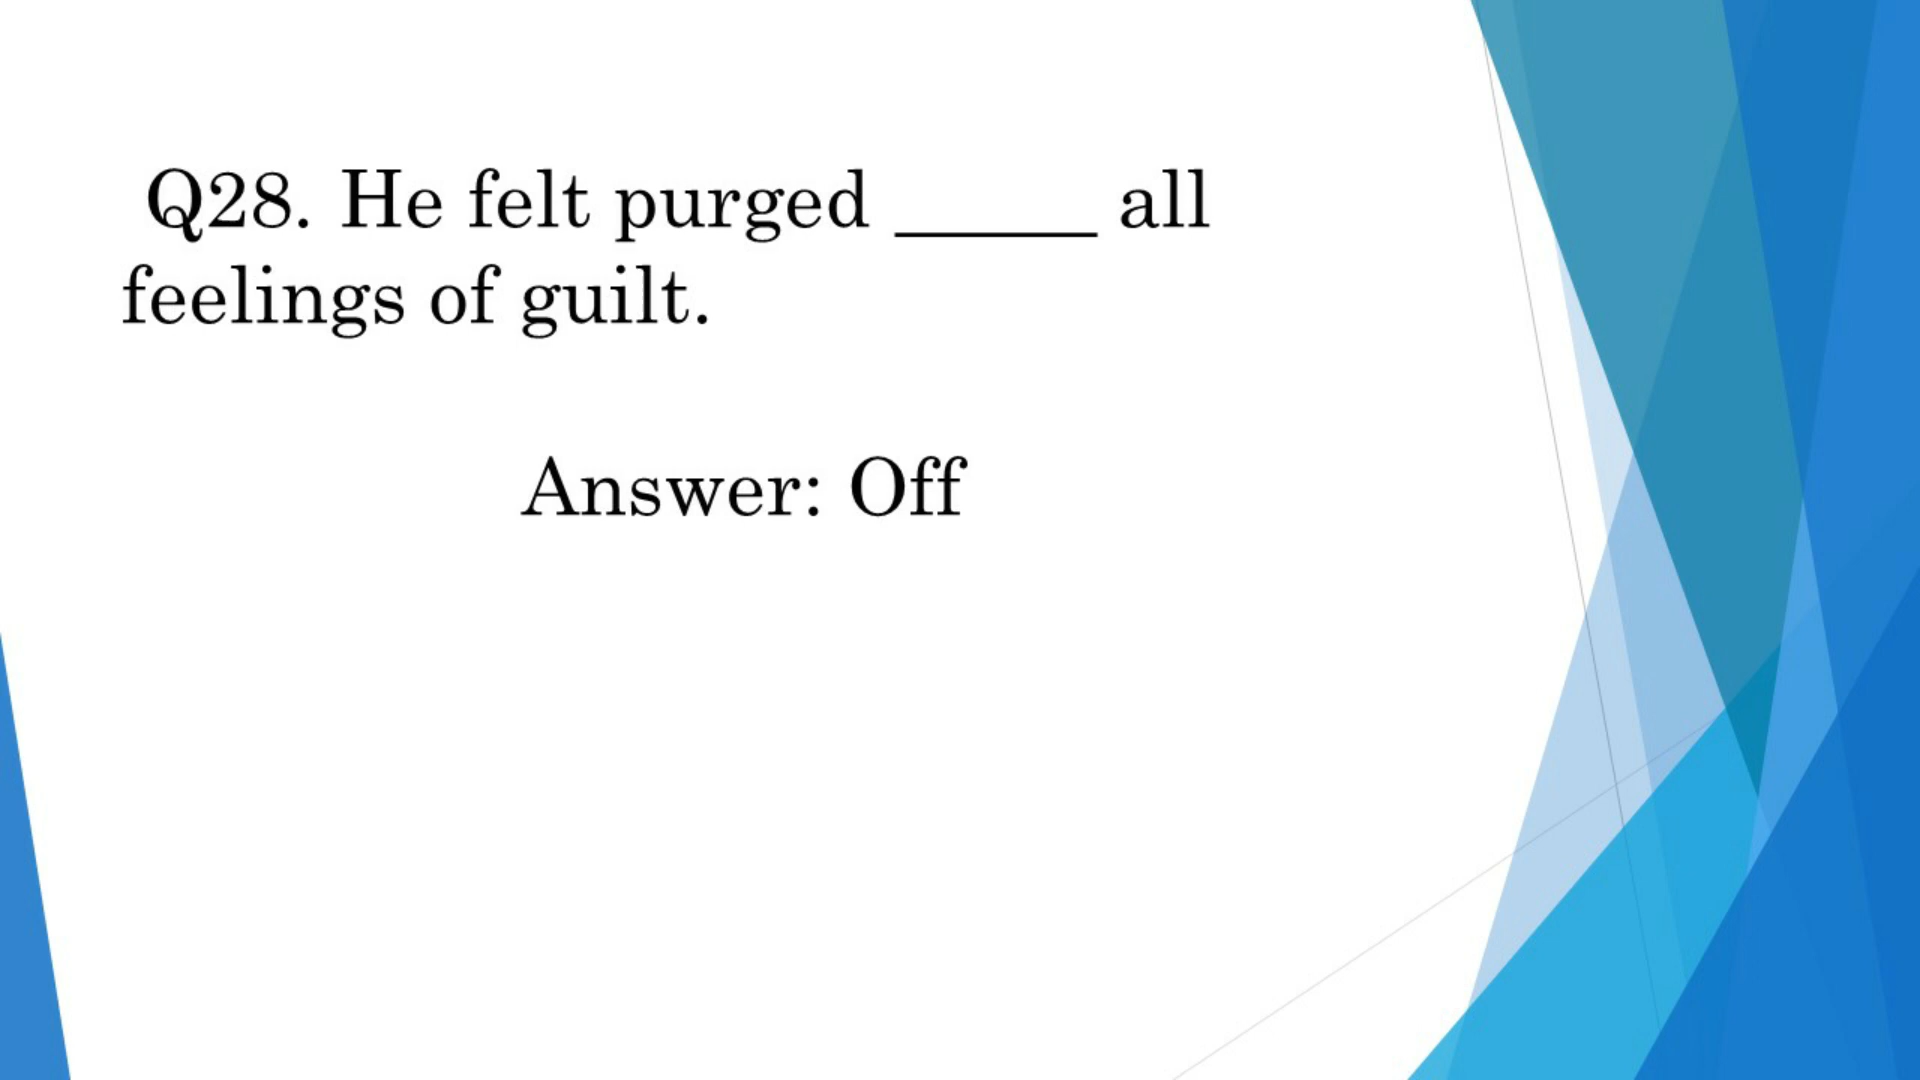 Q28. He felt purged _____ all
feelings of guilt.
Answer: Off